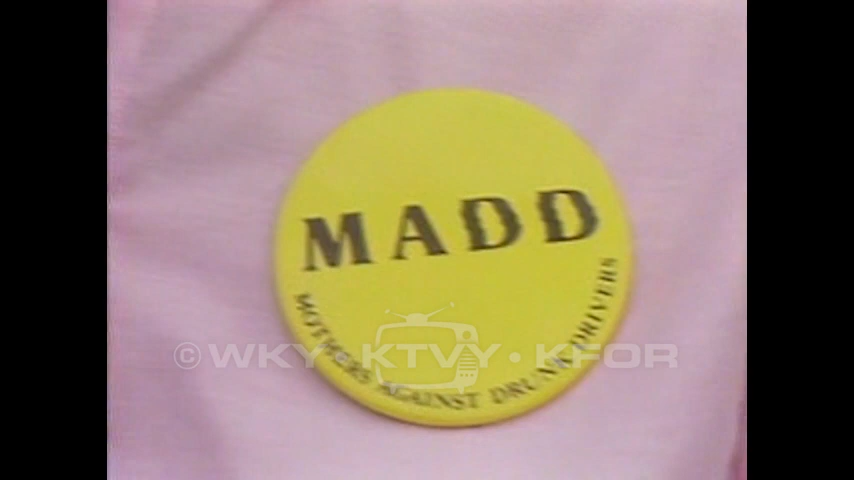 MADD
MOTHERS AGAINST DRUNK DRIVERS
© WKY • KTVY • KFOR